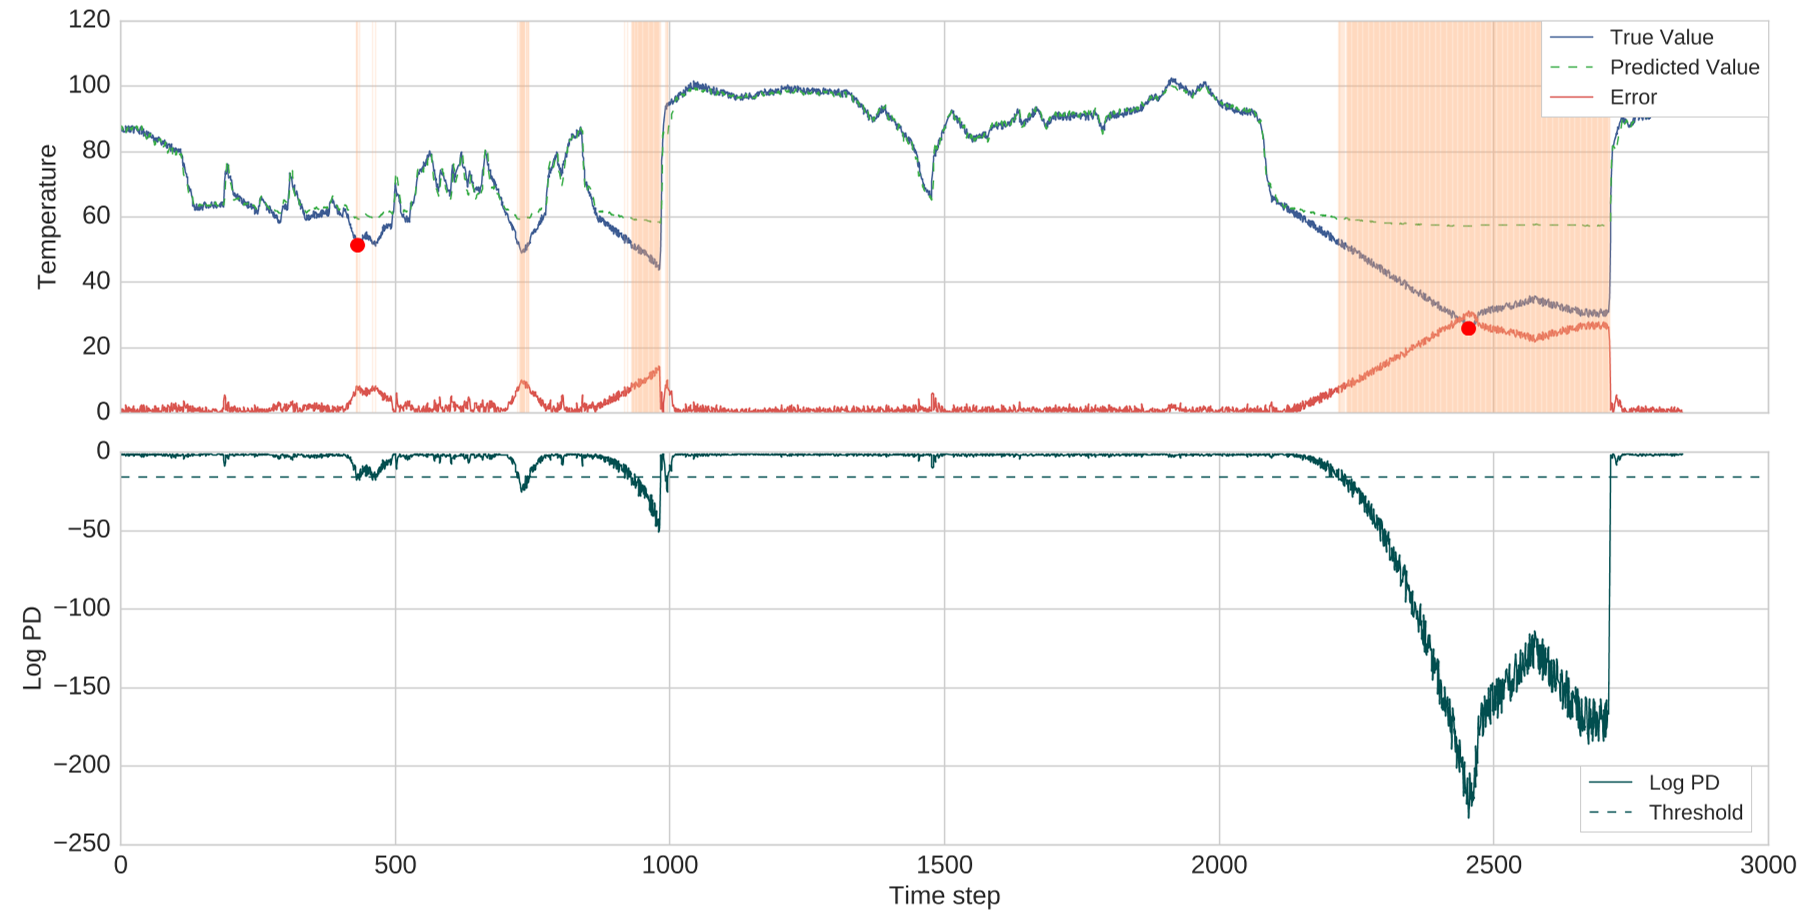 120
100
80
60
40
20
0
Temperature
True Value
Predicted Value
Error
0
−50
−100
−150
−200
−250
Log PD
Log PD
Threshold
0 500 1000 1500 2000 2500 3000
Time step